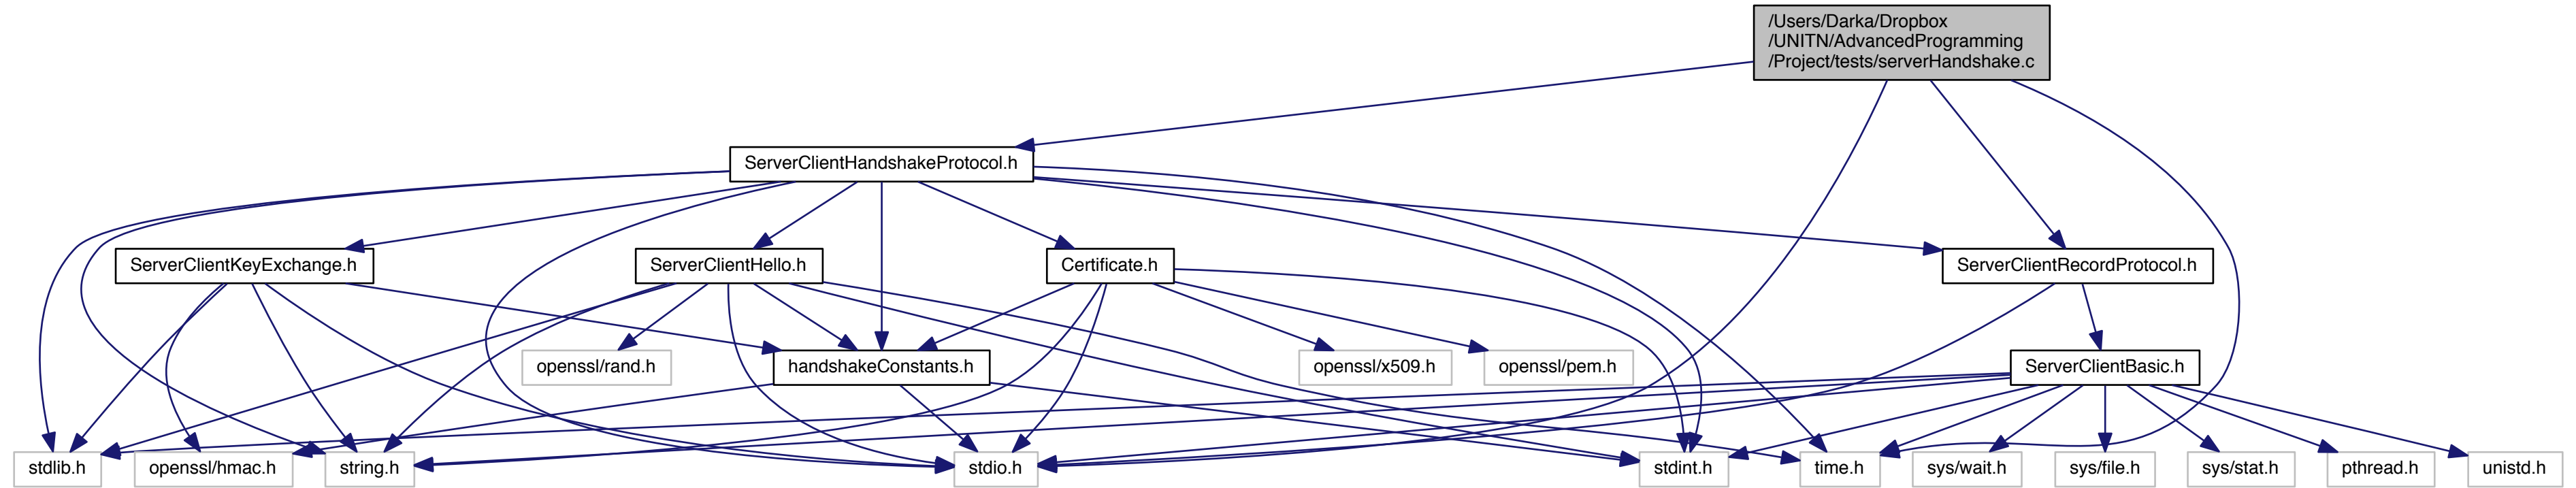 /Users/Darka/Dropbox
/UNITN/AdvancedProgramming
/Project/tests/serverHandshake.c
ServerClientHandshakeProtocol.h
ServerClientKeyExchange.h
ServerClientHello.h
Certificate.h
ServerClientRecordProtocol.h
openssl/rand.h
handshakeConstants.h
openssl/x509.h
openssl/pem.h
ServerClientBasic.h
stdlib.h
openssl/hmac.h
string.h
stdio.h
stdint.h
time.h
sys/wait.h
sys/file.h
sys/stat.h
pthread.h
unistd.h